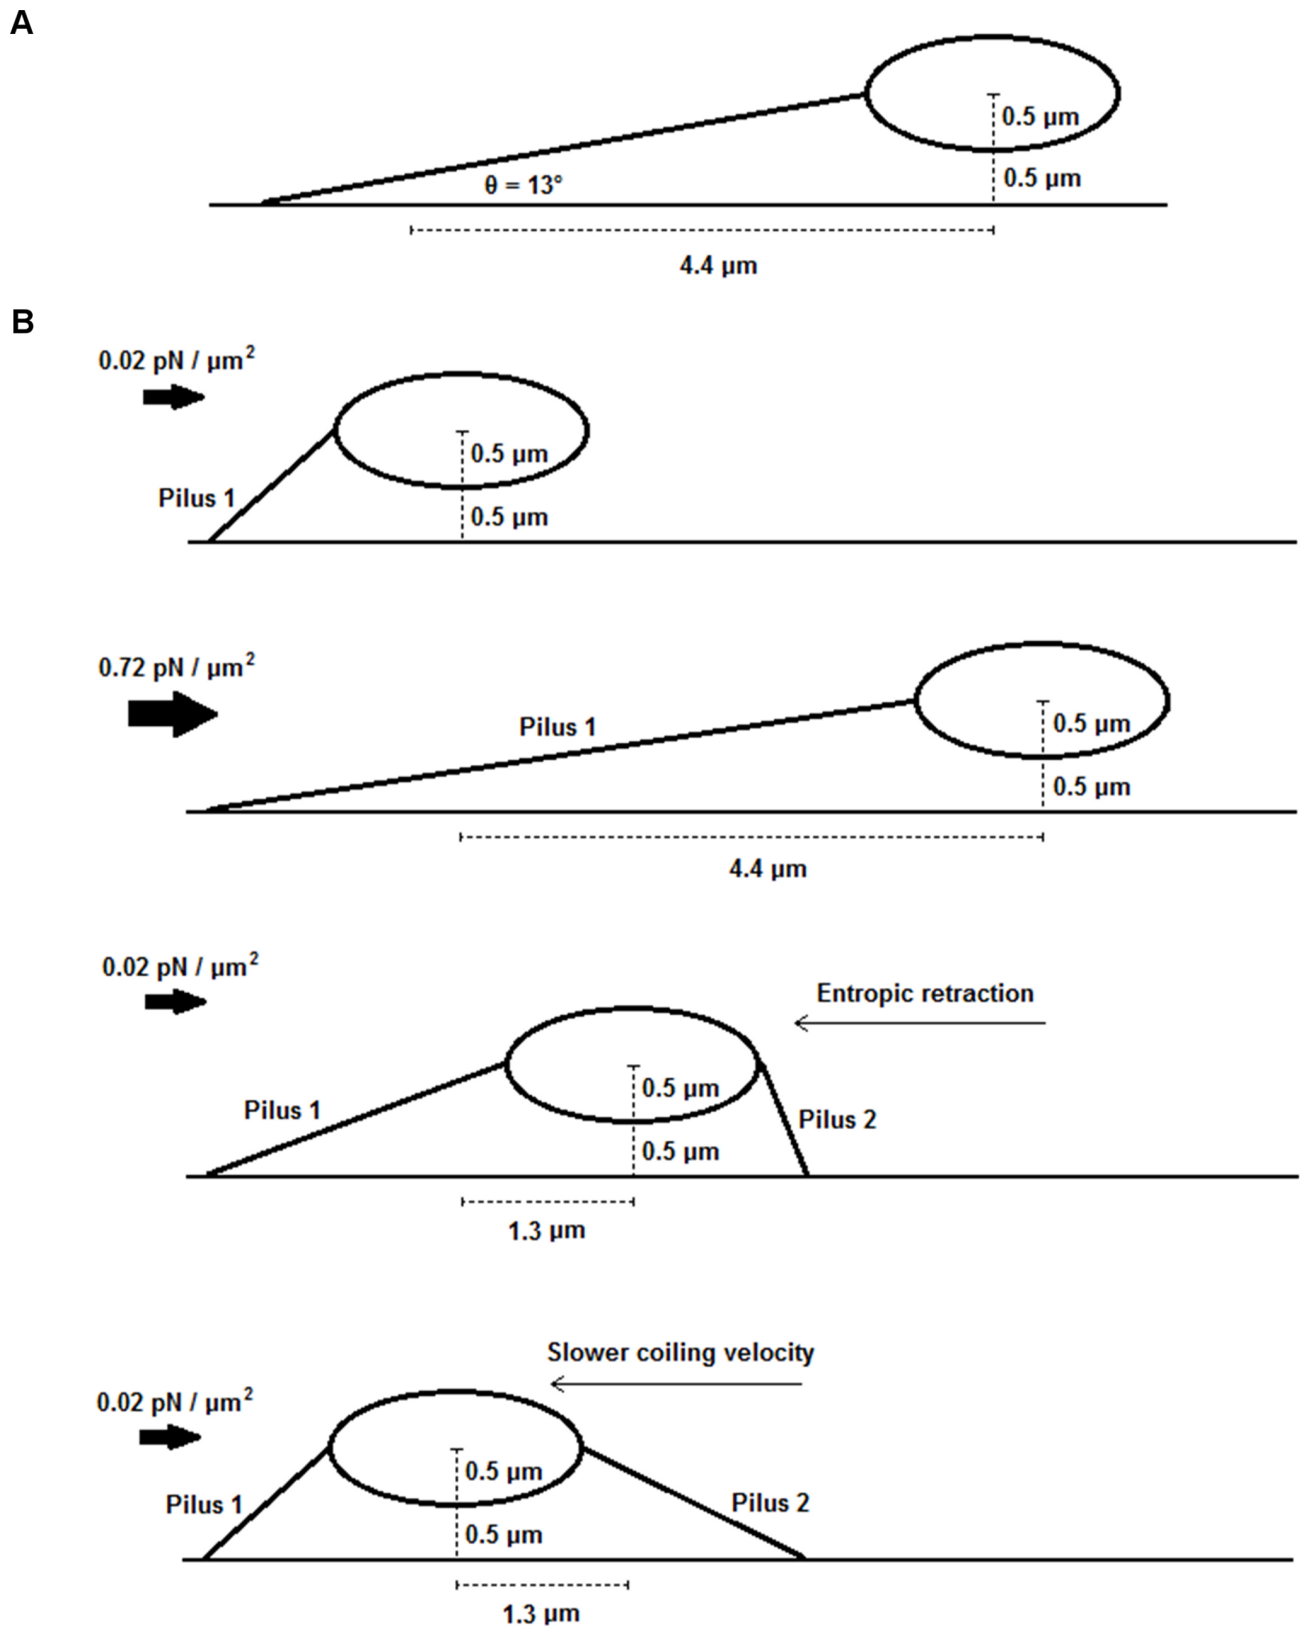 A
0.5 µm
θ = 13°
0.5 µm
4.4 µm
B
0.02 pN / µm²
0.5 µm
Pilus 1
0.5 µm
0.72 pN / µm²
Pilus 1
0.5 µm
0.5 µm
4.4 µm
0.02 pN / µm²
Entropic retraction
0.5 µm
Pilus 1
Pilus 2
0.5 µm
1.3 µm
Slower coiling velocity
0.02 pN / µm²
0.5 µm
Pilus 1
Pilus 2
0.5 µm
1.3 µm